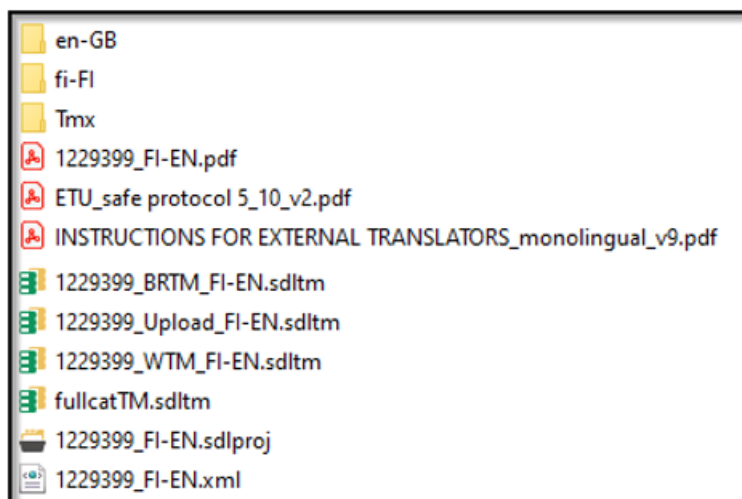 en-GB
fi-FI
Tmx
1229399_FI-EN.pdf
ETU_safe protocol 5_10_v2.pdf
INSTRUCTIONS FOR EXTERNAL TRANSLATORS_monolingual_v9.pdf
1229399_BRTM_FI-EN.sdltm
1229399_Upload_FI-EN.sdltm
1229399_WTM_FI-EN.sdltm
fullcatTM.sdltm
1229399_FI-EN.sdlproj
1229399_FI-EN.xml